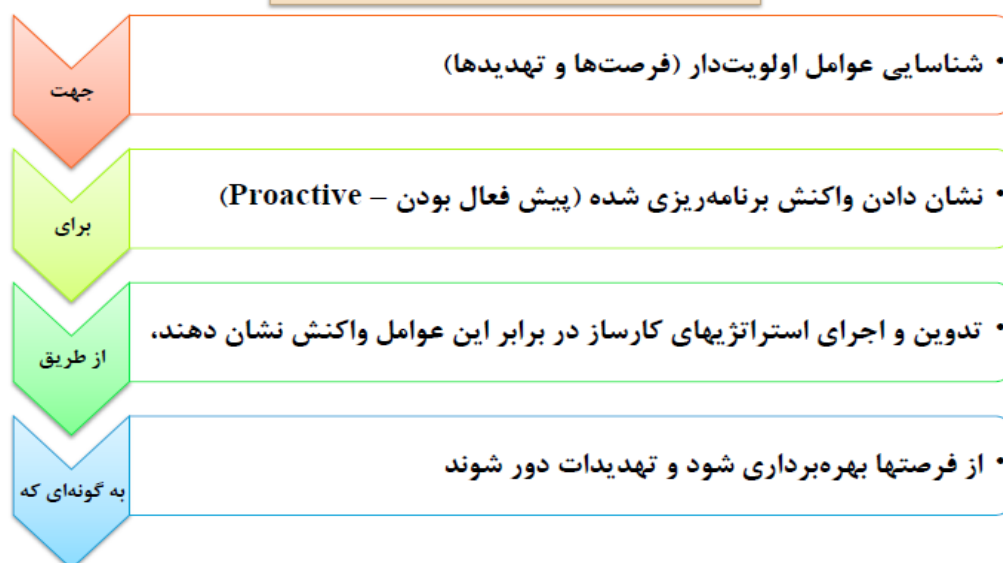 جهت
• شناسایی عوامل اولویت‌دار (فرصت‌ها و تهدیدها)
برای
• نشان دادن واکنش برنامه‌ریزی شده (پیش فعال بودن – Proactive)
از طریق
• تدوین و اجرای استراتژیهای کارساز در برابر این عوامل واکنش نشان دهند،
به گونه‌ای که
• از فرصتها بهره‌برداری شود و تهدیدات دور شوند